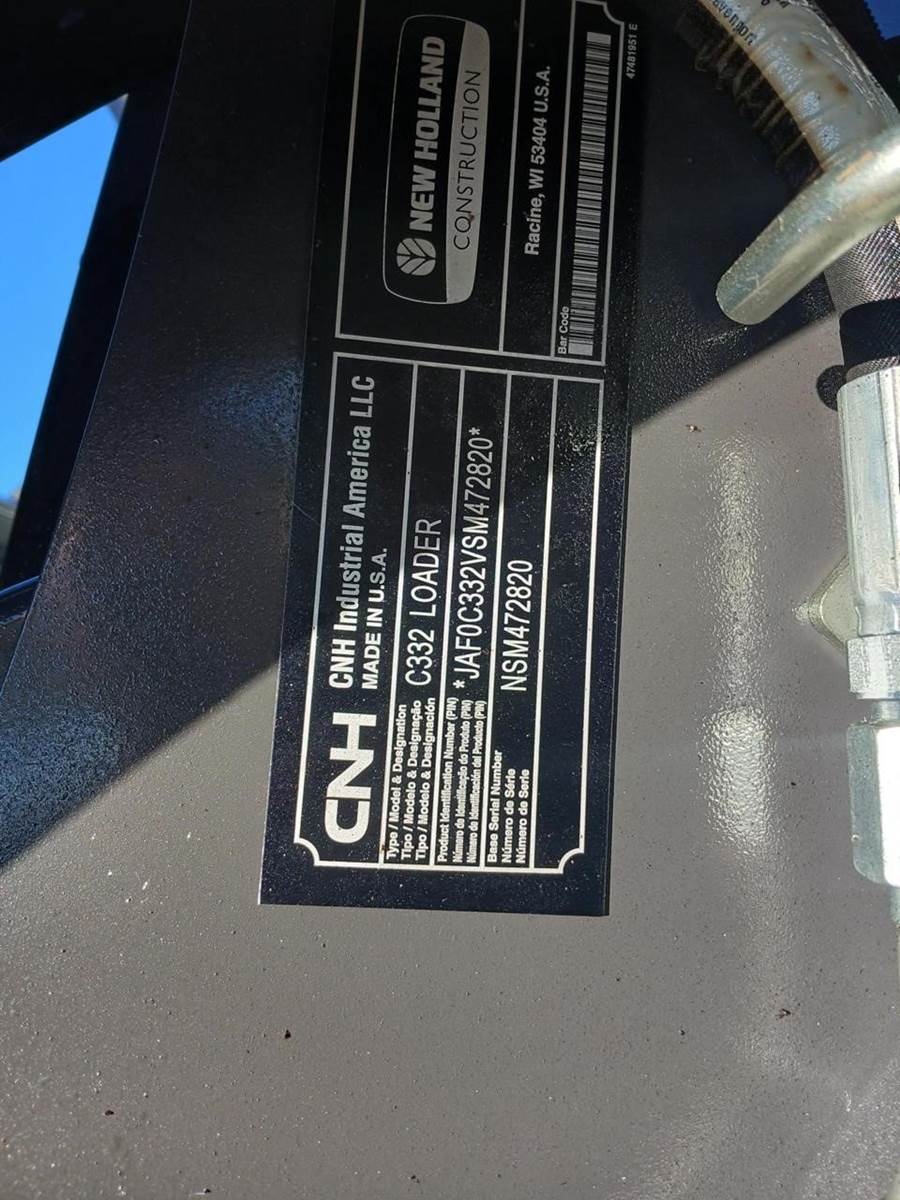 CNH
CNH Industrial America LLC
MADE IN U.S.A.
Type / Model & Designation
Tipo / Modelo & Designação
Tipo / Modelo & Designación
C332 LOADER
Product Identification Number (PIN)
Número de Identificação do Produto (PIN)
Número de Identificación del Producto (PIN)
*JAF0C332VSM472820*
Base Serial Number
Número de Série
Número de Serie
NSM472820
NEW HOLLAND
CONSTRUCTION
Racine, WI 53404 U.S.A.
Bar Code
47481951 E